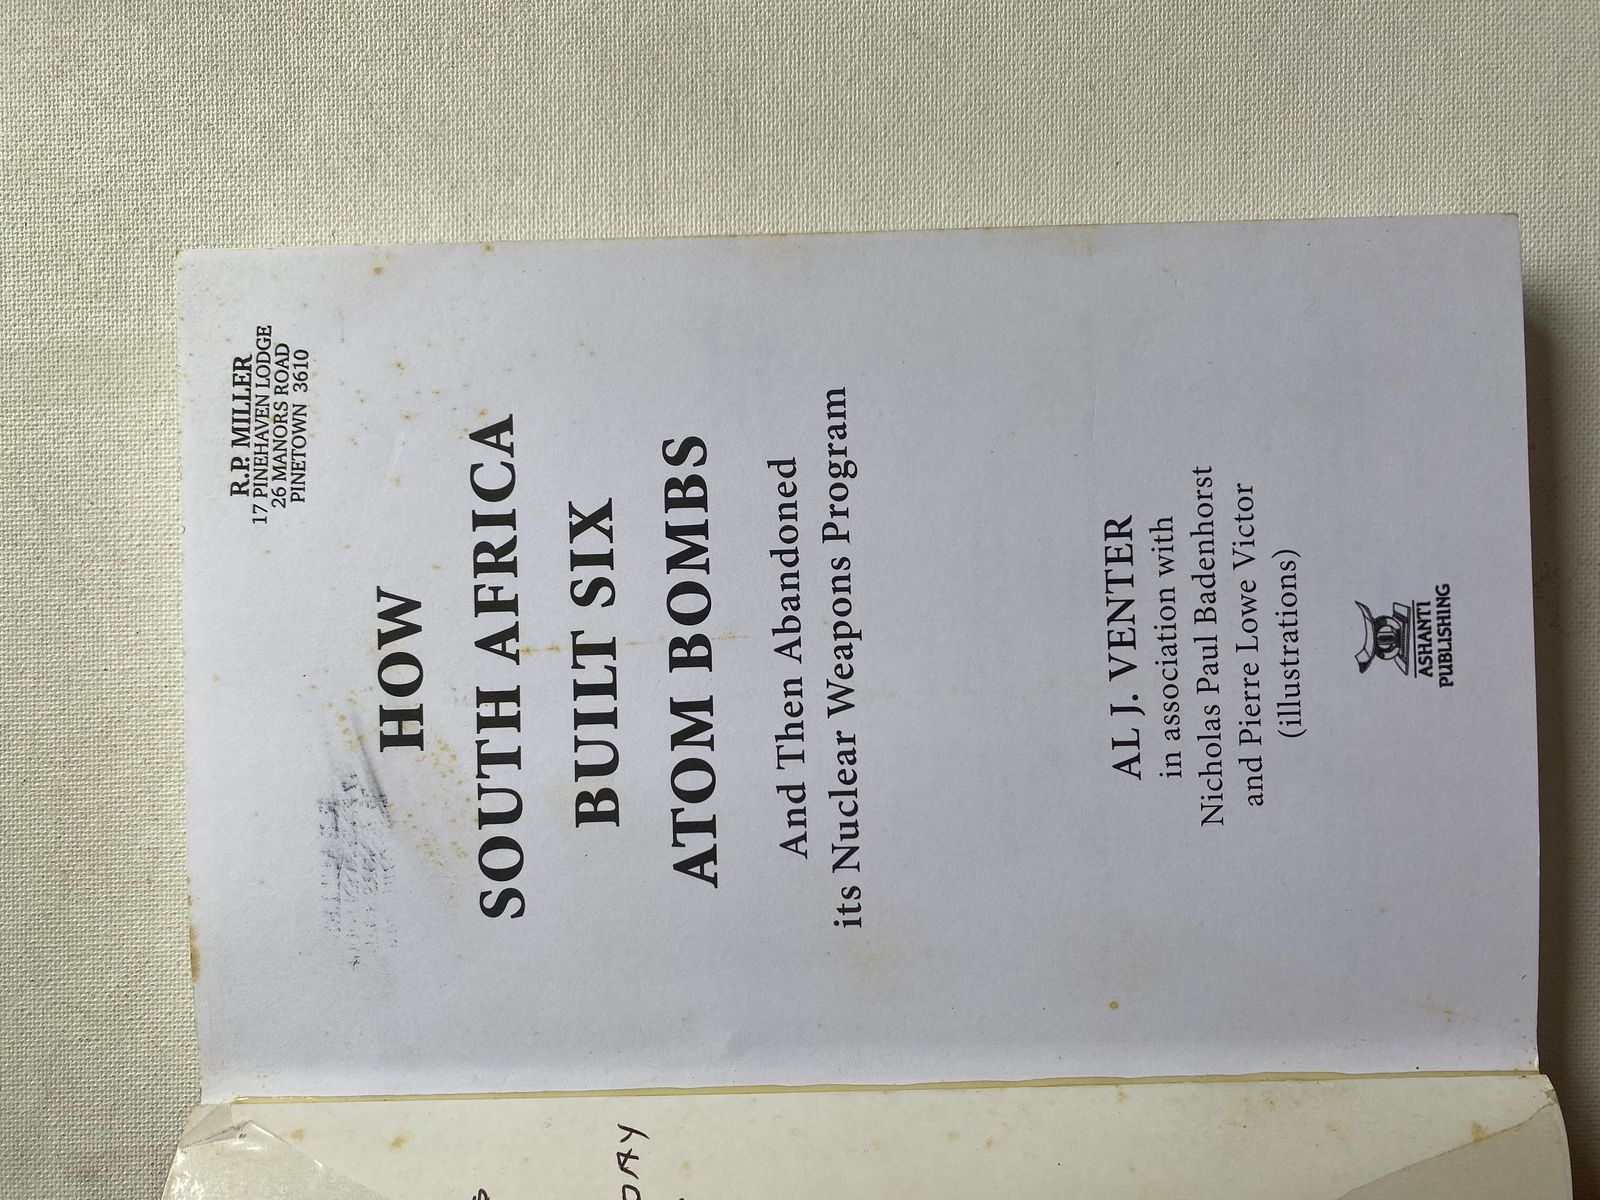 R.P. MILLER
17 PINEHAVEN LODGE
26 MANORS ROAD
PINETOWN 3610
HOW
SOUTH AFRICA
BUILT SIX
ATOM BOMBS
And Then Abandoned
its Nuclear Weapons Program
AL J. VENTER
in association with
Nicholas Paul Badenhorst
and Pierre Lowe Victor
(illustrations)
ASHANTI
PUBLISHING